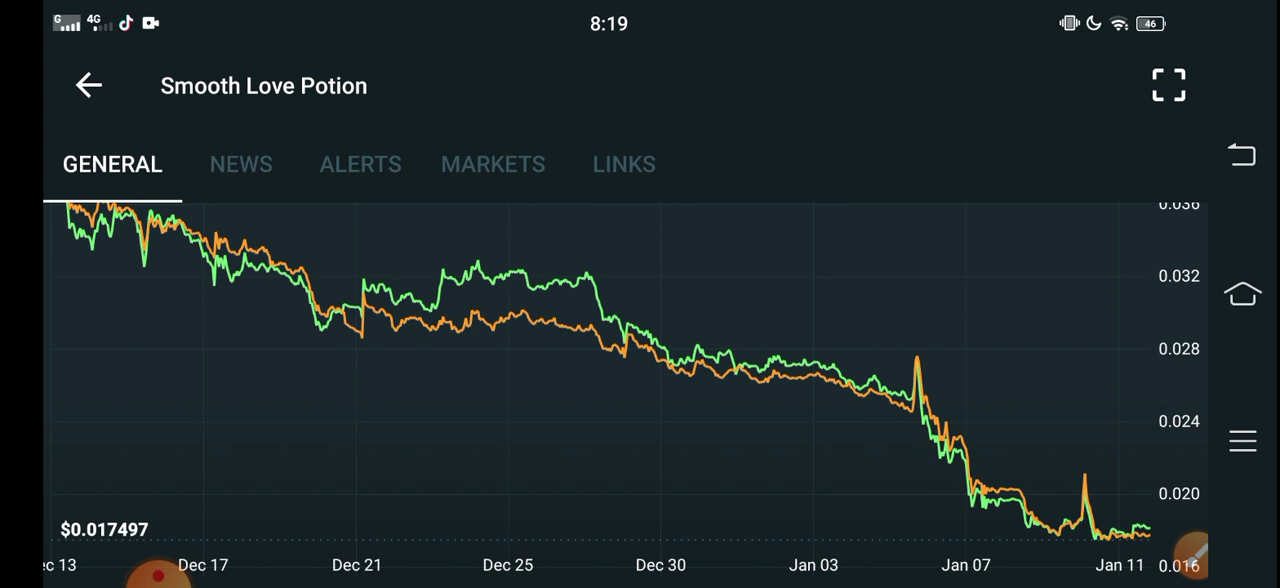 G 4G 8:19 46
Smooth Love Potion
GENERAL NEWS ALERTS MARKETS LINKS
0.036
0.032
0.028
0.024
0.020
$0.017497
0.016
ec 13 Dec 17 Dec 21 Dec 25 Dec 30 Jan 03 Jan 07 Jan 11